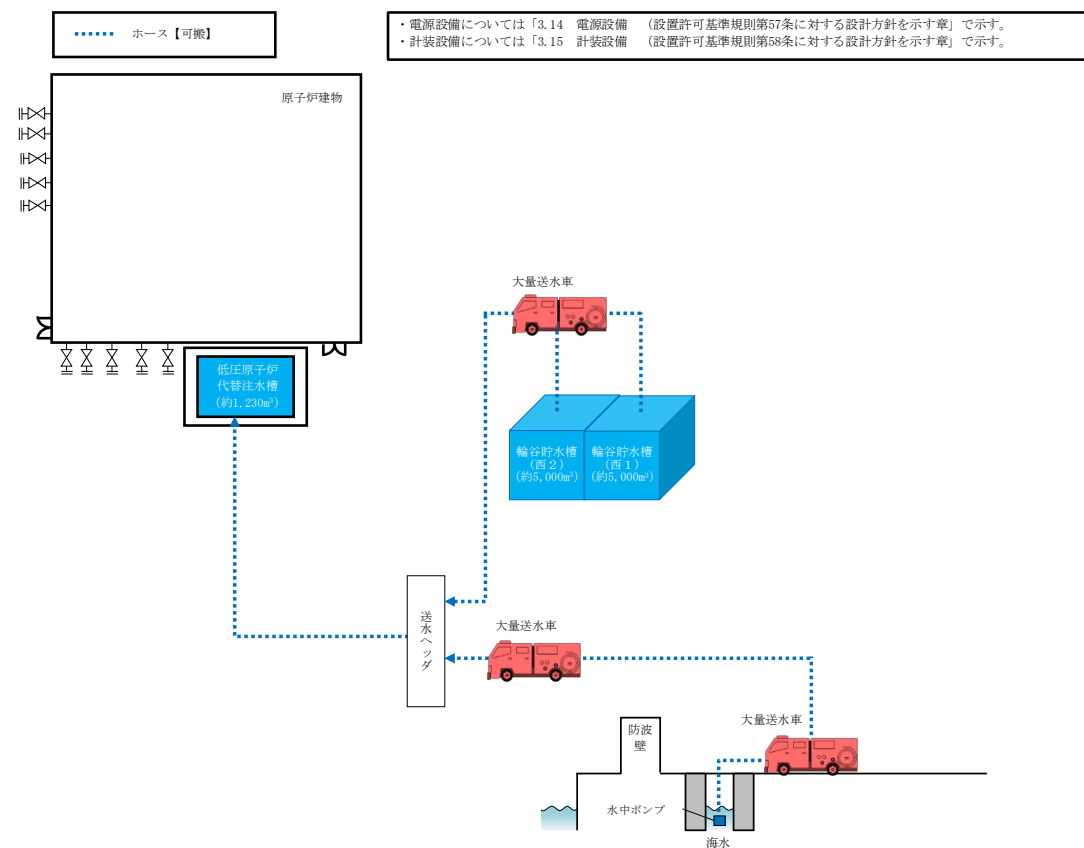 ホース【可搬】
・電源設備については「3.14 電源設備 （設置許可基準規則第57条に対する設計方針を示す章」で示す。
・計装設備については「3.15 計装設備 （設置許可基準規則第58条に対する設計方針を示す章」で示す。
原子炉建物
大量送水車
低圧原子炉
代替注水槽
（約1,230m³）
輪谷貯水槽
（西２）
（約5,000m³）
輪谷貯水槽
（西１）
（約5,000m³）
送水ヘッダ
大量送水車
大量送水車
防波
壁
水中ポンプ
海水